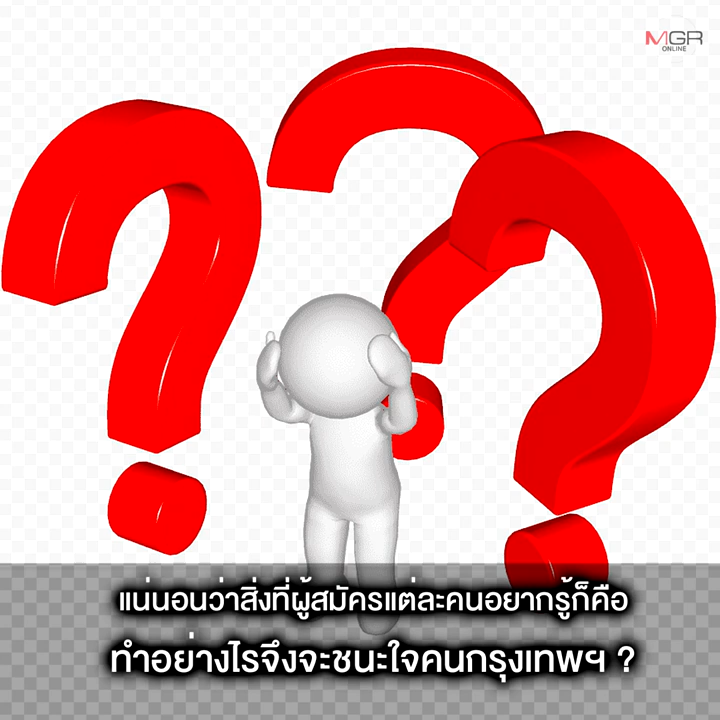 MGR
ONLINE
แน่นอนว่าสิ่งที่ผู้สมัครแต่ละคนอยากรู้ก็คือ
ทำอย่างไรจึงจะชนะใจคนกรุงเทพฯ ?